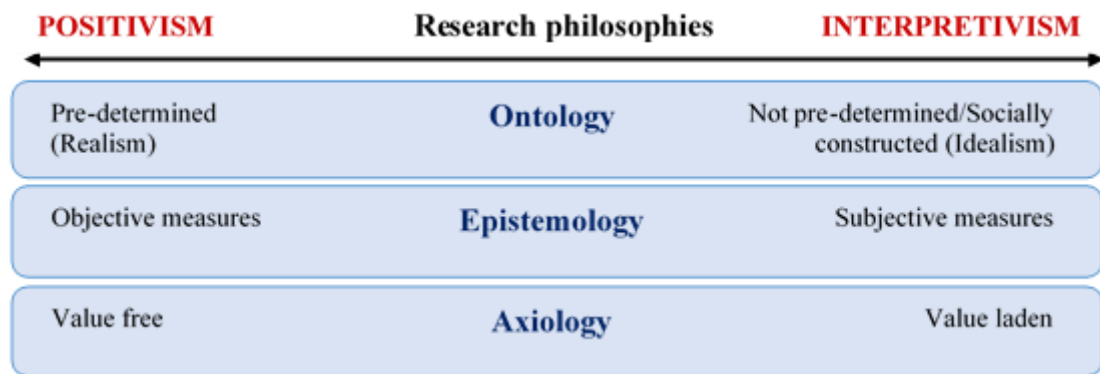 POSITIVISM Research philosophies INTERPRETIVISM
Pre-determined
(Realism)
Ontology
Not pre-determined/Socially
constructed (Idealism)
Objective measures Epistemology Subjective measures
Value free Axiology Value laden